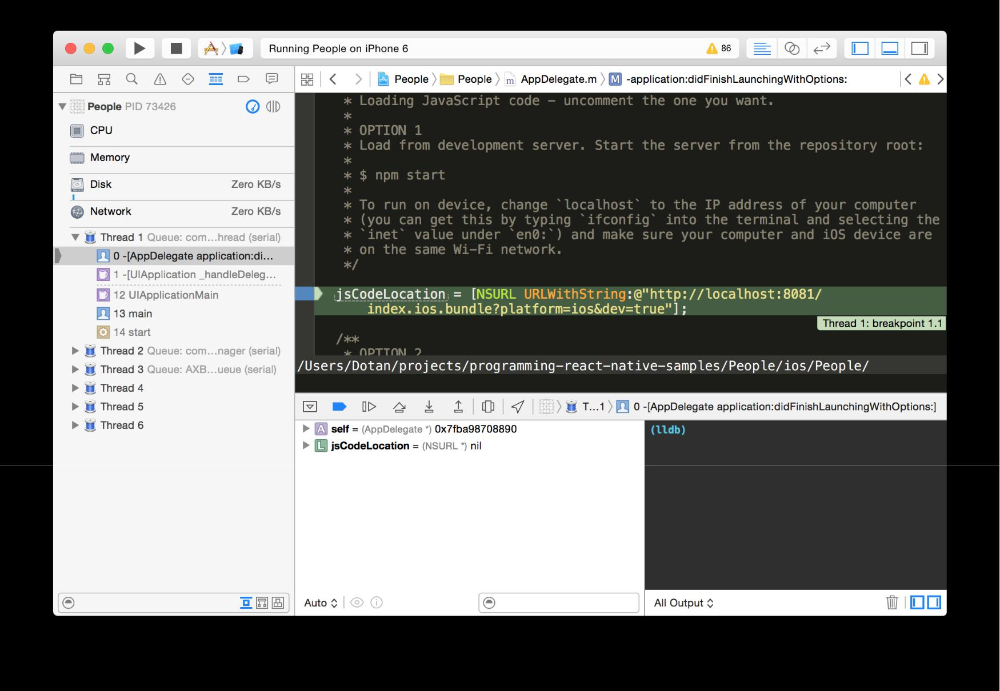 Running People on iPhone 6
86
People PID 73426
CPU
Memory
Disk Zero KB/s
Network Zero KB/s
Thread 1 Queue: com...hread (serial)
0 -[AppDelegate application:di...
1 -[UIApplication _handleDeleg...
12 UIApplicationMain
13 main
14 start
Thread 2 Queue: com...nager (serial)
Thread 3 Queue: AXB...ueue (serial)
Thread 4
Thread 5
Thread 6
People People m AppDelegate.m M -application:didFinishLaunchingWithOptions:
* Loading JavaScript code - uncomment the one you want.
*
* OPTION 1
* Load from development server. Start the server from the repository root:
*
* $ npm start
*
* To run on device, change `localhost` to the IP address of your computer
* (you can get this by typing `ifconfig` into the terminal and selecting the
* `inet` value under `en0:`) and make sure your computer and iOS device are
* on the same Wi-Fi network.
*/
jsCodeLocation = [NSURL URLWithString:@"http://localhost:8081/
index.ios.bundle?platform=ios&dev=true"];
Thread 1: breakpoint 1.1
/**
* OPTION 2
/Users/Dotan/projects/programming-react-native-samples/People/ios/People/
T...1 0 -[AppDelegate application:didFinishLaunchingWithOptions:]
A self = (AppDelegate *) 0x7fba98708890
L jsCodeLocation = (NSURL *) nil
(lldb)
Auto
All Output